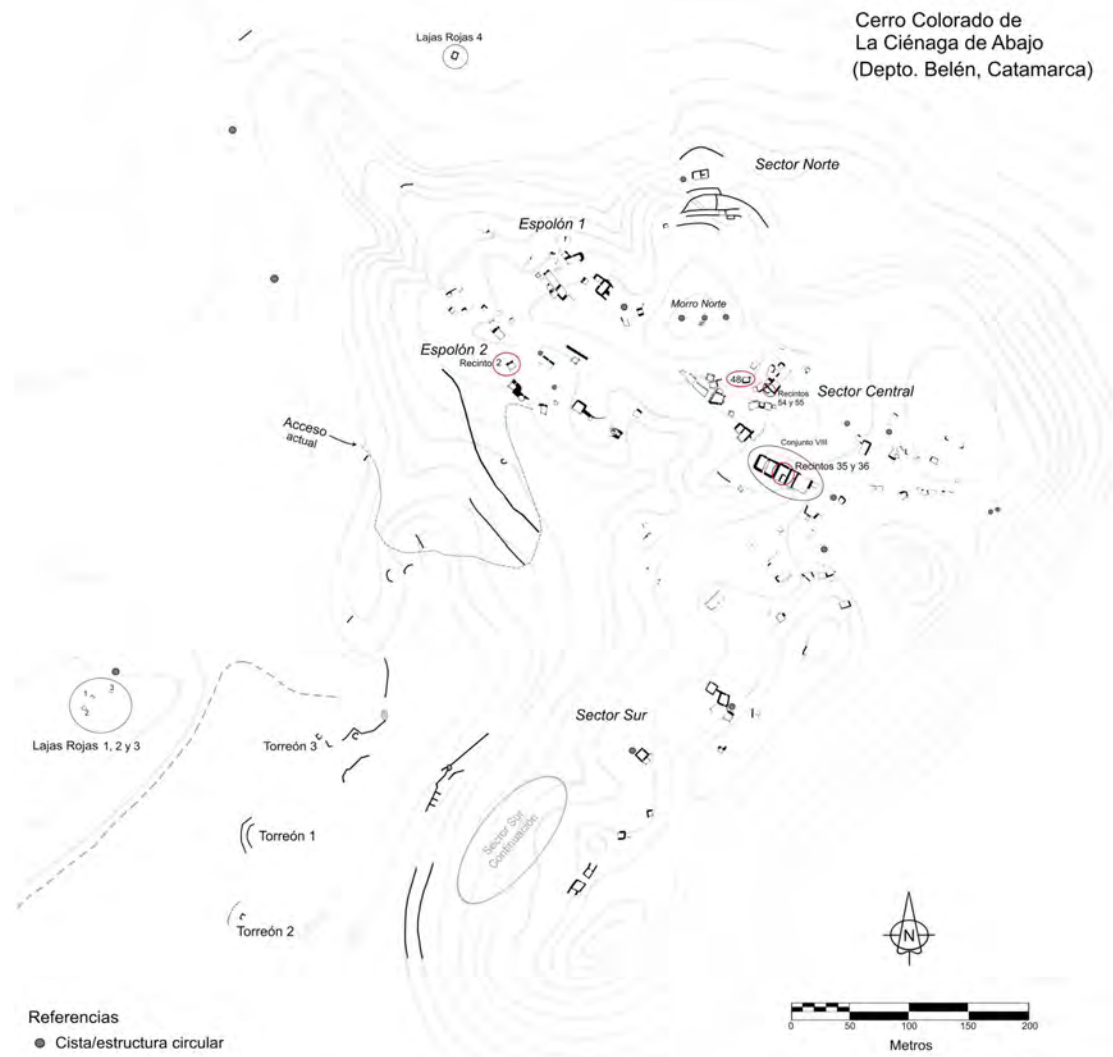 Cerro Colorado de
La Ciénaga de Abajo
(Depto. Belén, Catamarca)
Lajas Rojas 4
Sector Norte
Espolón 1
Morro Norte
Espolón 2
Recinto 2
48
Recintos
54 y 55
Sector Central
Acceso
actual
Conjunto VIII
Recintos 35 y 36
1
3
2
Lajas Rojas 1, 2 y 3
Sector Sur
Torreón 3
Sector Sur
Continuación
Torreón 1
Torreón 2
N
Referencias
Cista/estructura circular
0 50 100 150 200
Metros